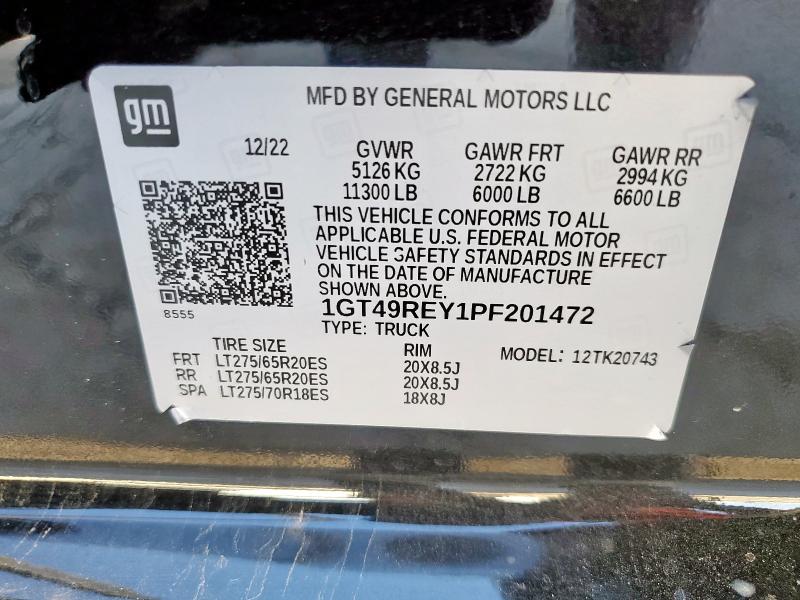 gm
MFD BY GENERAL MOTORS LLC
12/22 GVWR GAWR FRT GAWR RR
5126 KG 2722 KG 2994 KG
11300 LB 6000 LB 6600 LB
THIS VEHICLE CONFORMS TO ALL
APPLICABLE U.S. FEDERAL MOTOR
VEHICLE SAFETY STANDARDS IN EFFECT
ON THE DATE OF MANUFACTURE
SHOWN ABOVE.
8555
1GT49REY1PF201472
TYPE: TRUCK
TIRE SIZE RIM MODEL: 12TK20743
FRT LT275/65R20ES 20X8.5J
RR LT275/65R20ES 20X8.5J
SPA LT275/70R18ES 18X8J